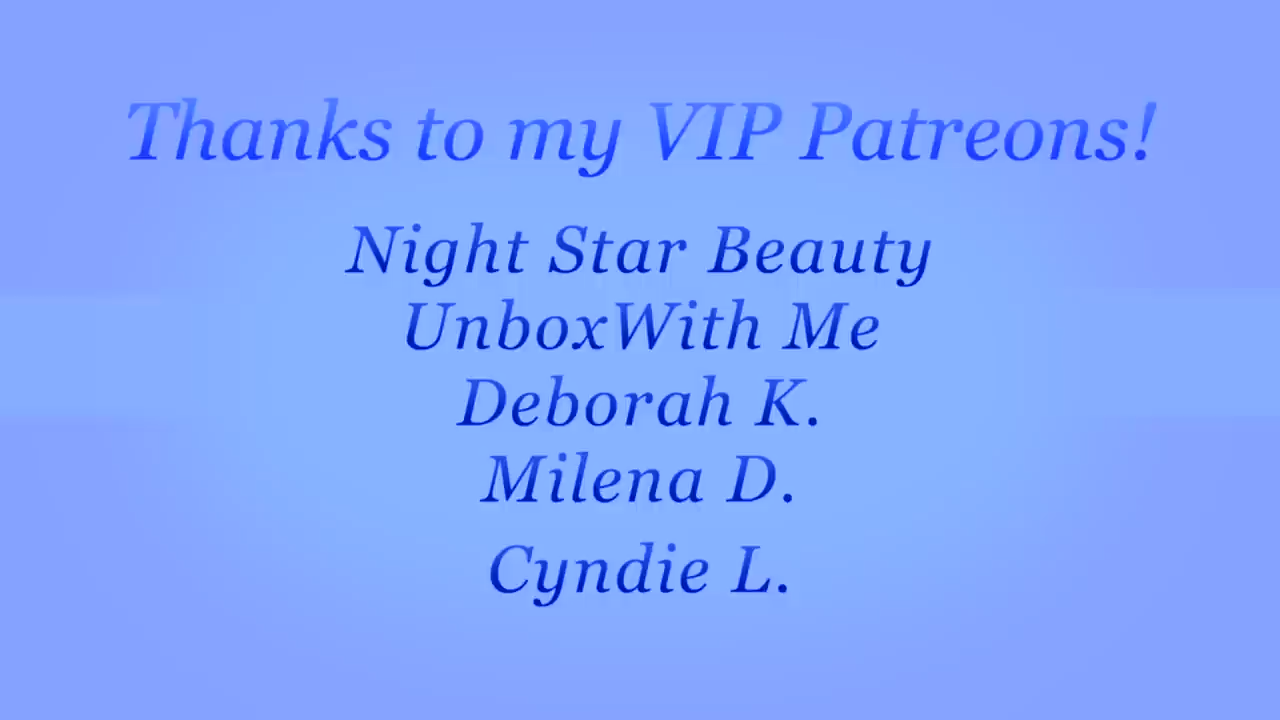 Thanks to my VIP Patreons!
Night Star Beauty
UnboxWith Me
Deborah K.
Milena D.
Cyndie L.